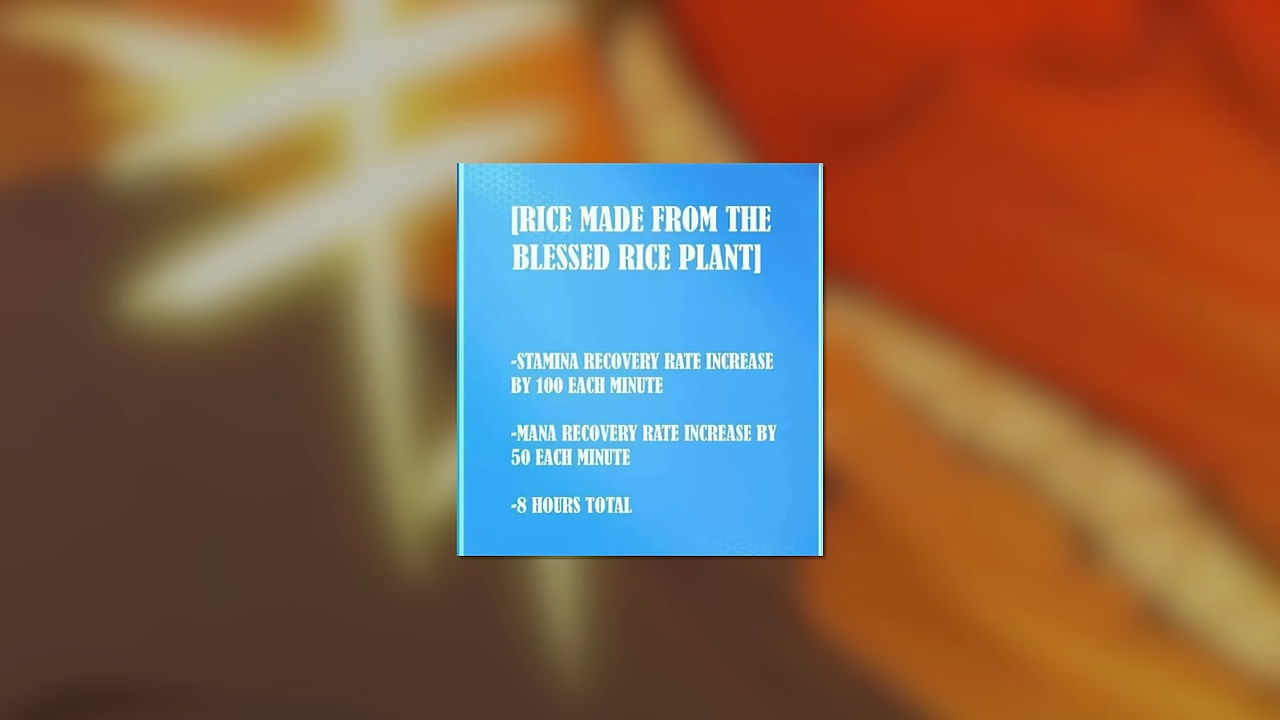 [RICE MADE FROM THE
BLESSED RICE PLANT]
-STAMINA RECOVERY RATE INCREASE
BY 100 EACH MINUTE
-MANA RECOVERY RATE INCREASE BY
50 EACH MINUTE
-8 HOURS TOTAL